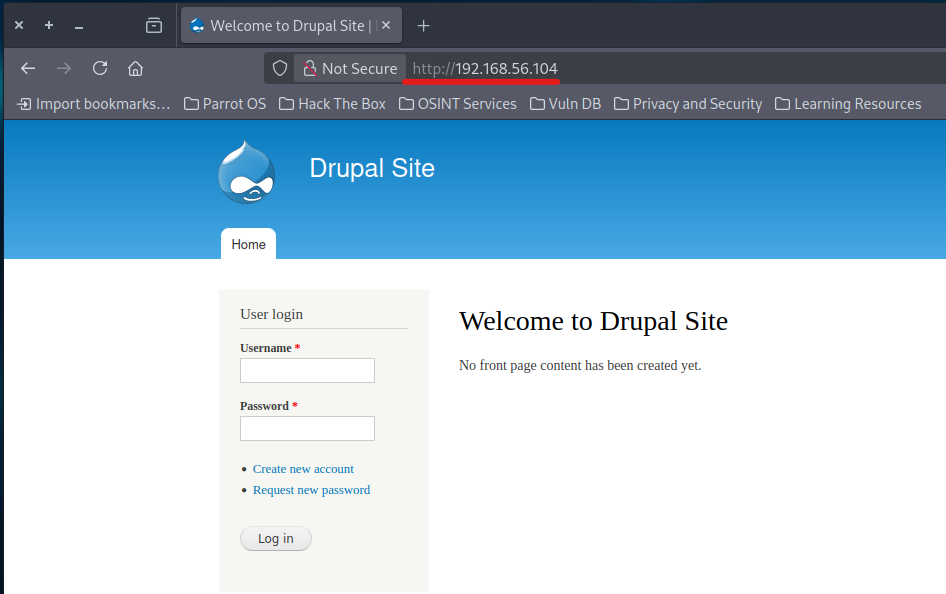 Welcome to Drupal Site |
Not Secure
http://192.168.56.104
Import bookmarks...
Parrot OS
Hack The Box
OSINT Services
Vuln DB
Privacy and Security
Learning Resources
Drupal Site
Home
User login
Username *
Password *
Create new account
Request new password
Log in
Welcome to Drupal Site
No front page content has been created yet.